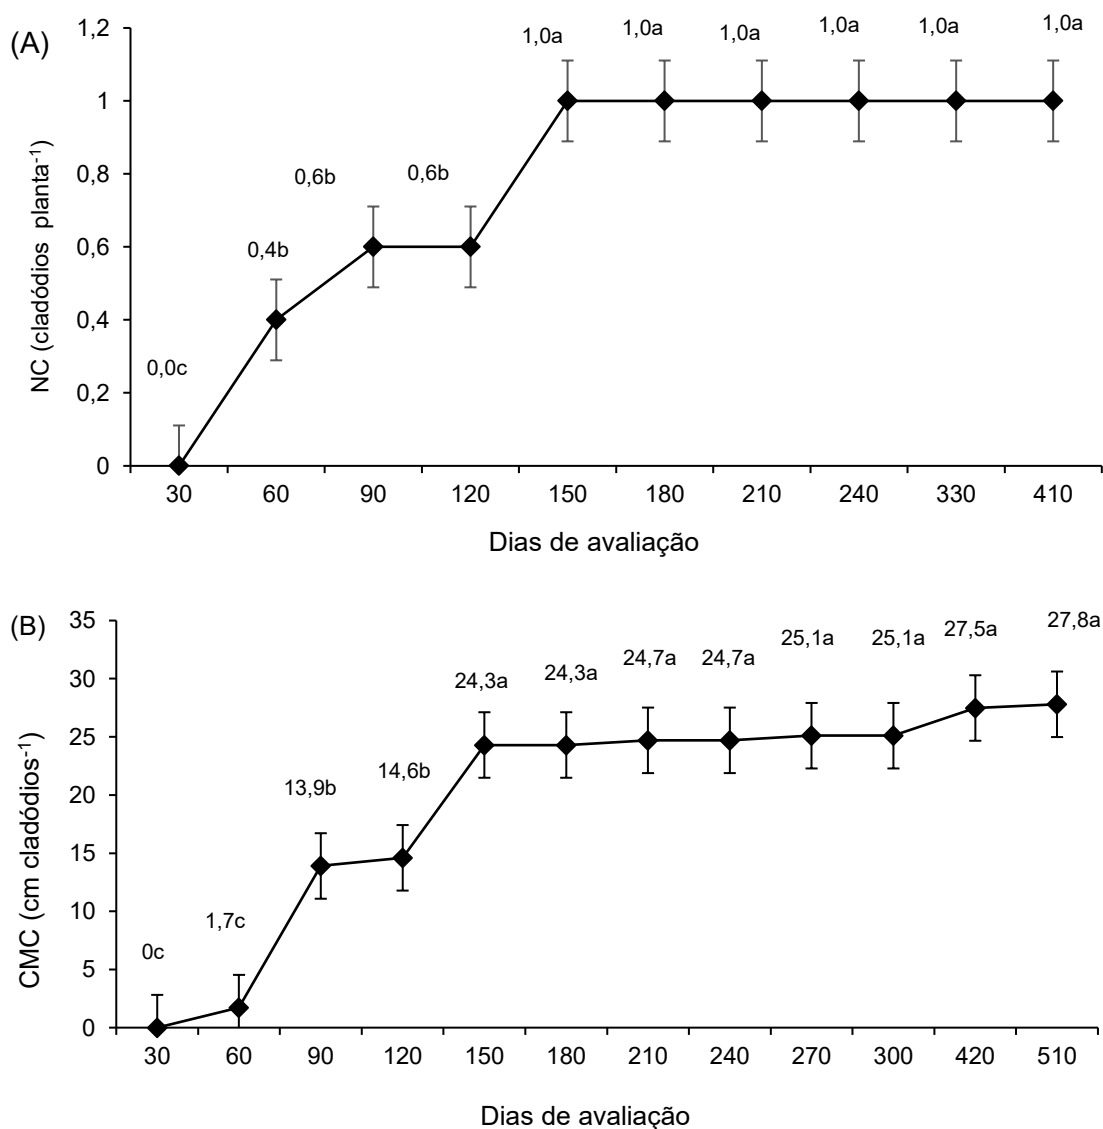 (A)
NC (cladódios planta-1)
1,2
1
0,8
0,6
0,4
0,2
0
0,0c
0,4b
0,6b
0,6b
1,0a
1,0a
1,0a
1,0a
1,0a
1,0a
30 60 90 120 150 180 210 240 330 410
Dias de avaliação
(B)
CMC (cm cladódios-1)
35
30
25
20
15
10
5
0
0c
1,7c
13,9b
14,6b
24,3a
24,3a
24,7a
24,7a
25,1a
25,1a
27,5a
27,8a
30 60 90 120 150 180 210 240 270 300 420 510
Dias de avaliação